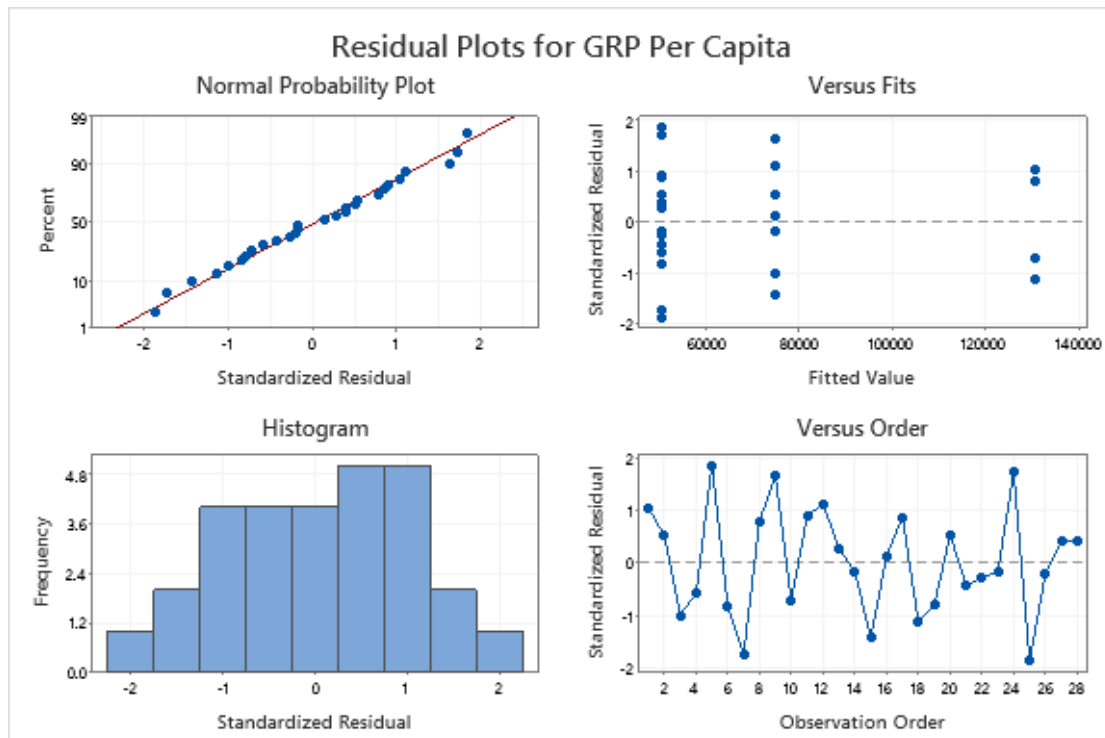 Residual Plots for GRP Per Capita
Normal Probability Plot
99
90
50
10
1
Percent
-2 -1 0 1 2
Standardized Residual
Versus Fits
2
1
0
-1
-2
Standardized Residual
60000 80000 100000 120000 140000
Fitted Value
Histogram
4.8
3.6
2.4
1.2
0.0
Frequency
-2 -1 0 1 2
Standardized Residual
Versus Order
2
1
0
-1
-2
Standardized Residual
2 4 6 8 10 12 14 16 18 20 22 24 26 28
Observation Order